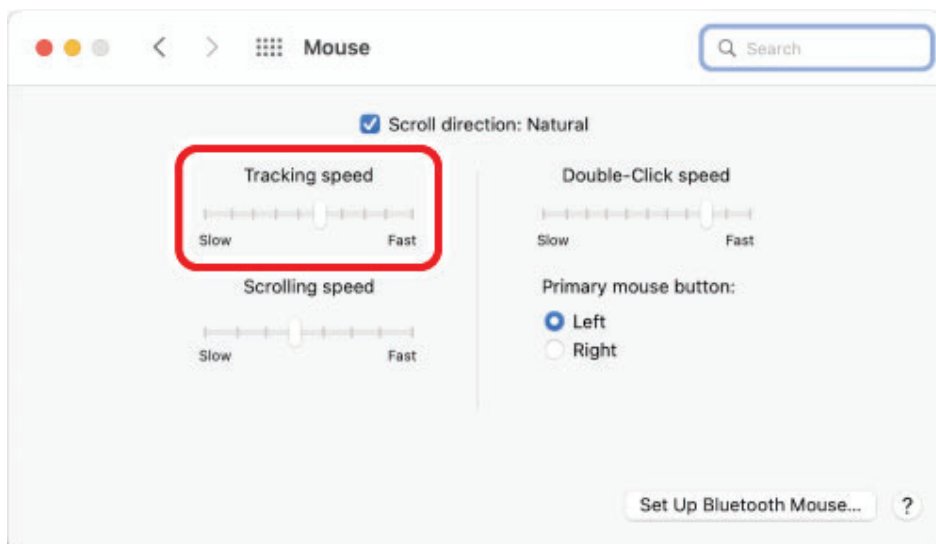 Mouse
Search
Scroll direction: Natural
Tracking speed
Slow Fast
Double-Click speed
Slow Fast
Scrolling speed
Slow Fast
Primary mouse button:
Left
Right
Set Up Bluetooth Mouse...
?